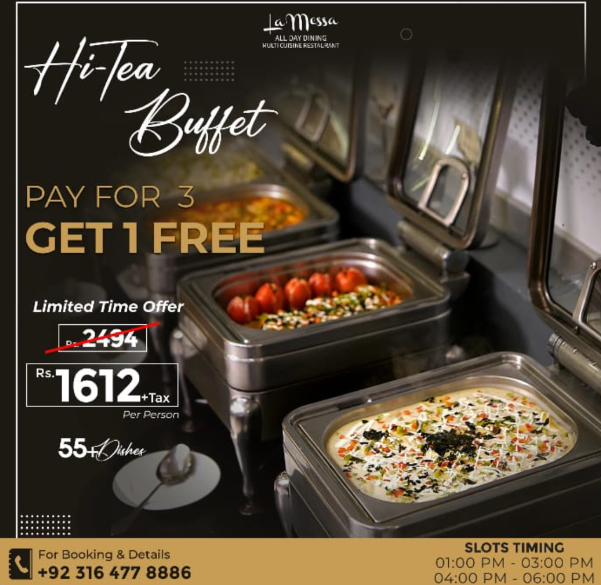 La Messa
ALL DAY DINING
MULTI CUISINE RESTAURANT
Hi-Tea
Buffet
PAY FOR 3
GET 1 FREE
Limited Time Offer
Rs. 2494
Rs. 1612 +Tax
Per Person
55+ Dishes
For Booking & Details
+92 316 477 8886
SLOTS TIMING
01:00 PM - 03:00 PM
04:00 PM - 06:00 PM